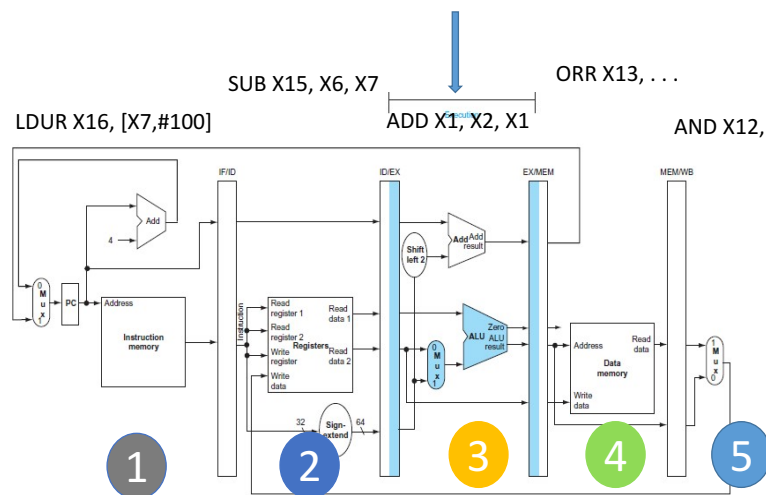 SUB X15, X6, X7
ORR X13, . . .
LDUR X16, [X7,#100]
Execution
ADD X1, X2, X1
AND X12,
IF/ID
ID/EX
EX/MEM
MEM/WB
Add
4
Add Add
result
Shift
left 2
0
M
u
x
1
PC
Address
Instruction
memory
Instruction
Read
register 1
Read
register 2
Write
register
Write
data
Registers
Read
data 1
Read
data 2
0
M
u
x
1
Zero
ALU ALU
result
Address
Write
data
Read
data
Data
memory
1
M
u
x
0
32
Sign-
extend
64
1
2
3
4
5